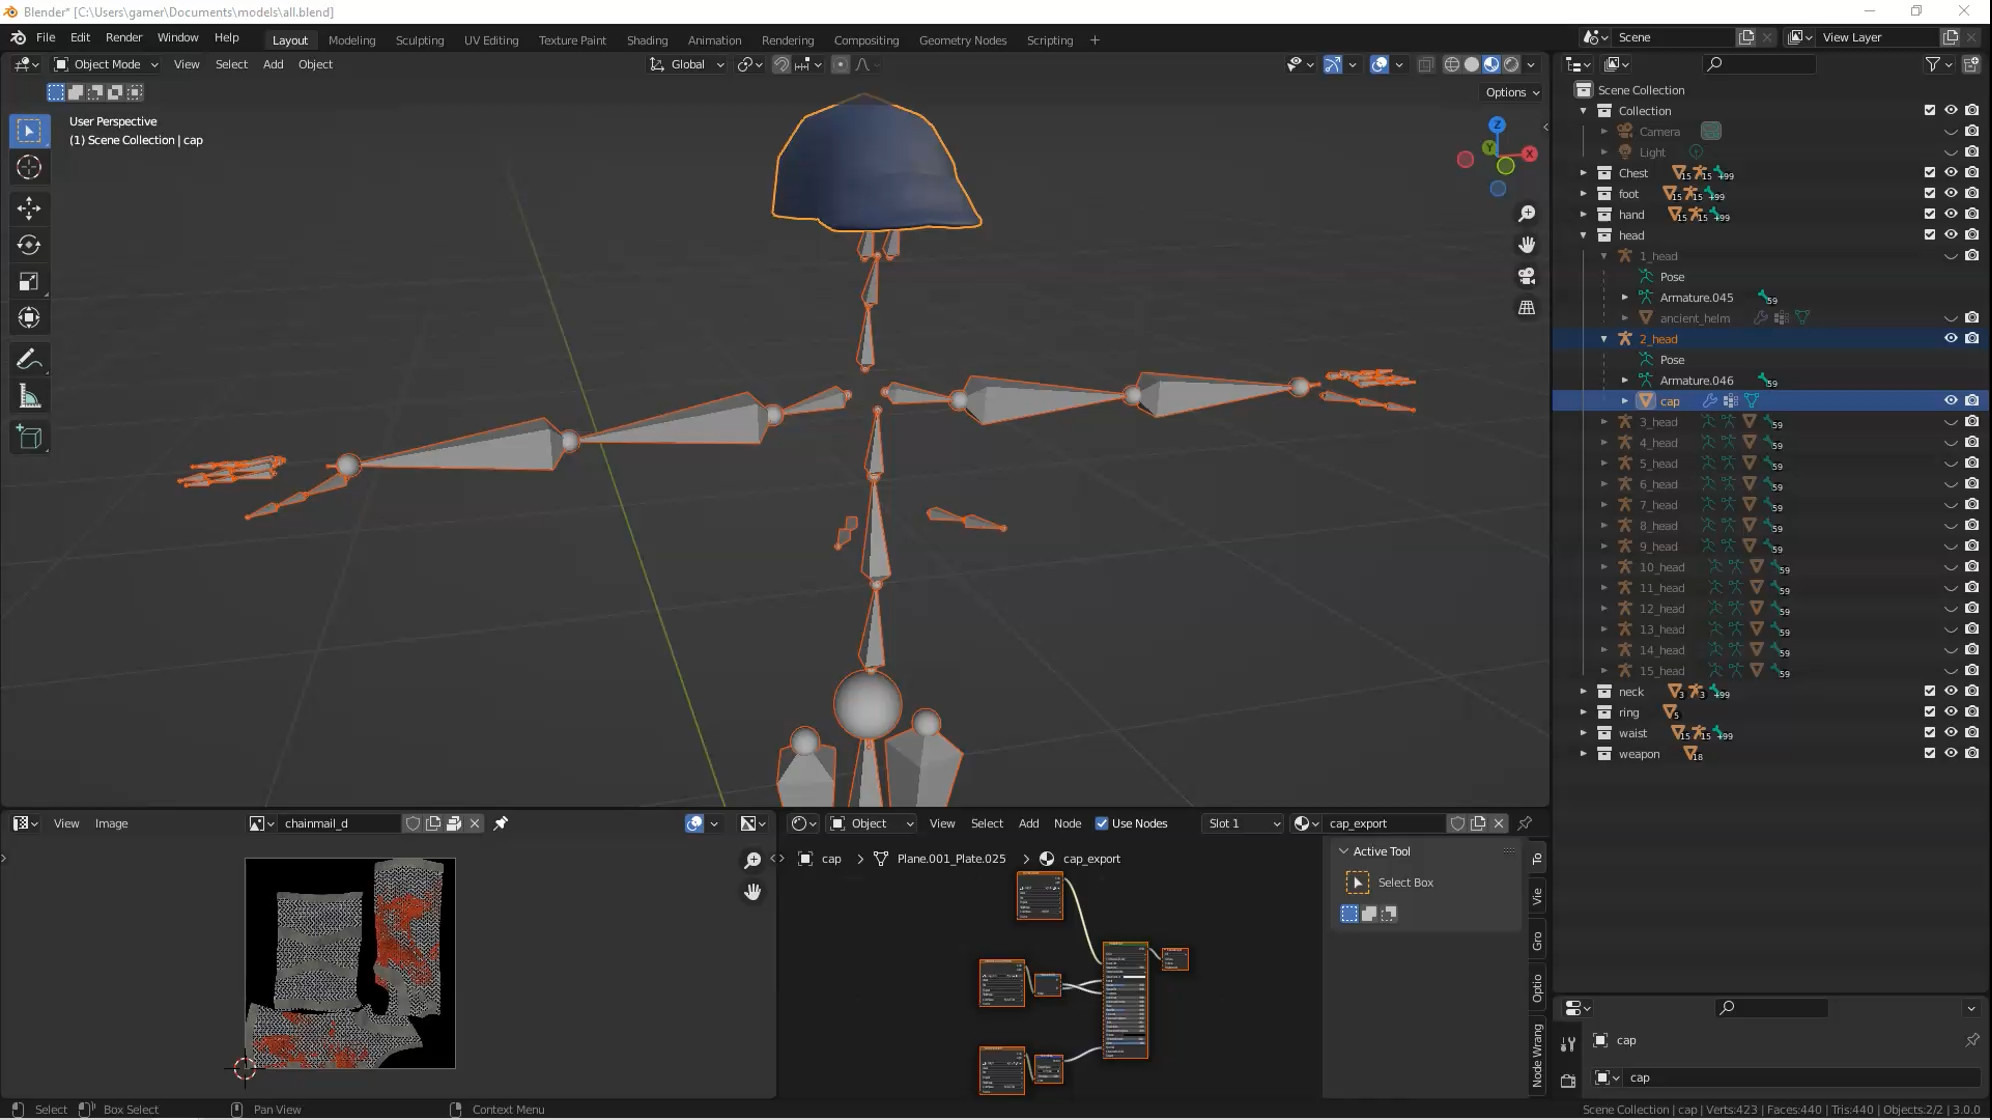 Blender* [C:\Users\gamer\Documents\models\all.blend]
File Edit Render Window Help
Layout Modeling Sculpting UV Editing Texture Paint Shading Animation Rendering Compositing Geometry Nodes Scripting +
Scene
View Layer
Object Mode View Select Add Object
Global
Options
User Perspective
(1) Scene Collection | cap
Z
Y
X
Scene Collection
Collection
Camera
Light
Chest 15 15 +99
foot 15 15 +99
hand 15 15 +99
head
1_head
Pose
Armature.045 59
ancient_helm
2_head
Pose
Armature.046 59
cap
3_head 59
4_head 59
5_head 59
6_head 59
7_head 59
8_head 59
9_head 59
10_head 59
11_head 59
12_head 59
13_head 59
14_head 59
15_head 59
neck 3 3 +99
ring 5
waist 15 15 +99
weapon 18
View Image
chainmail_d
Object View Select Add Node Use Nodes
Slot 1
cap_export
cap > Plane.001_Plate.025 > cap_export
Active Tool
Select Box
To
Vie
Gro
Optio
Node Wrang
cap
cap
Select Box Select Pan View Context Menu
Scene Collection | cap | Verts:423 | Faces:440 | Tris:440 | Objects:2/2 | 3.0.0